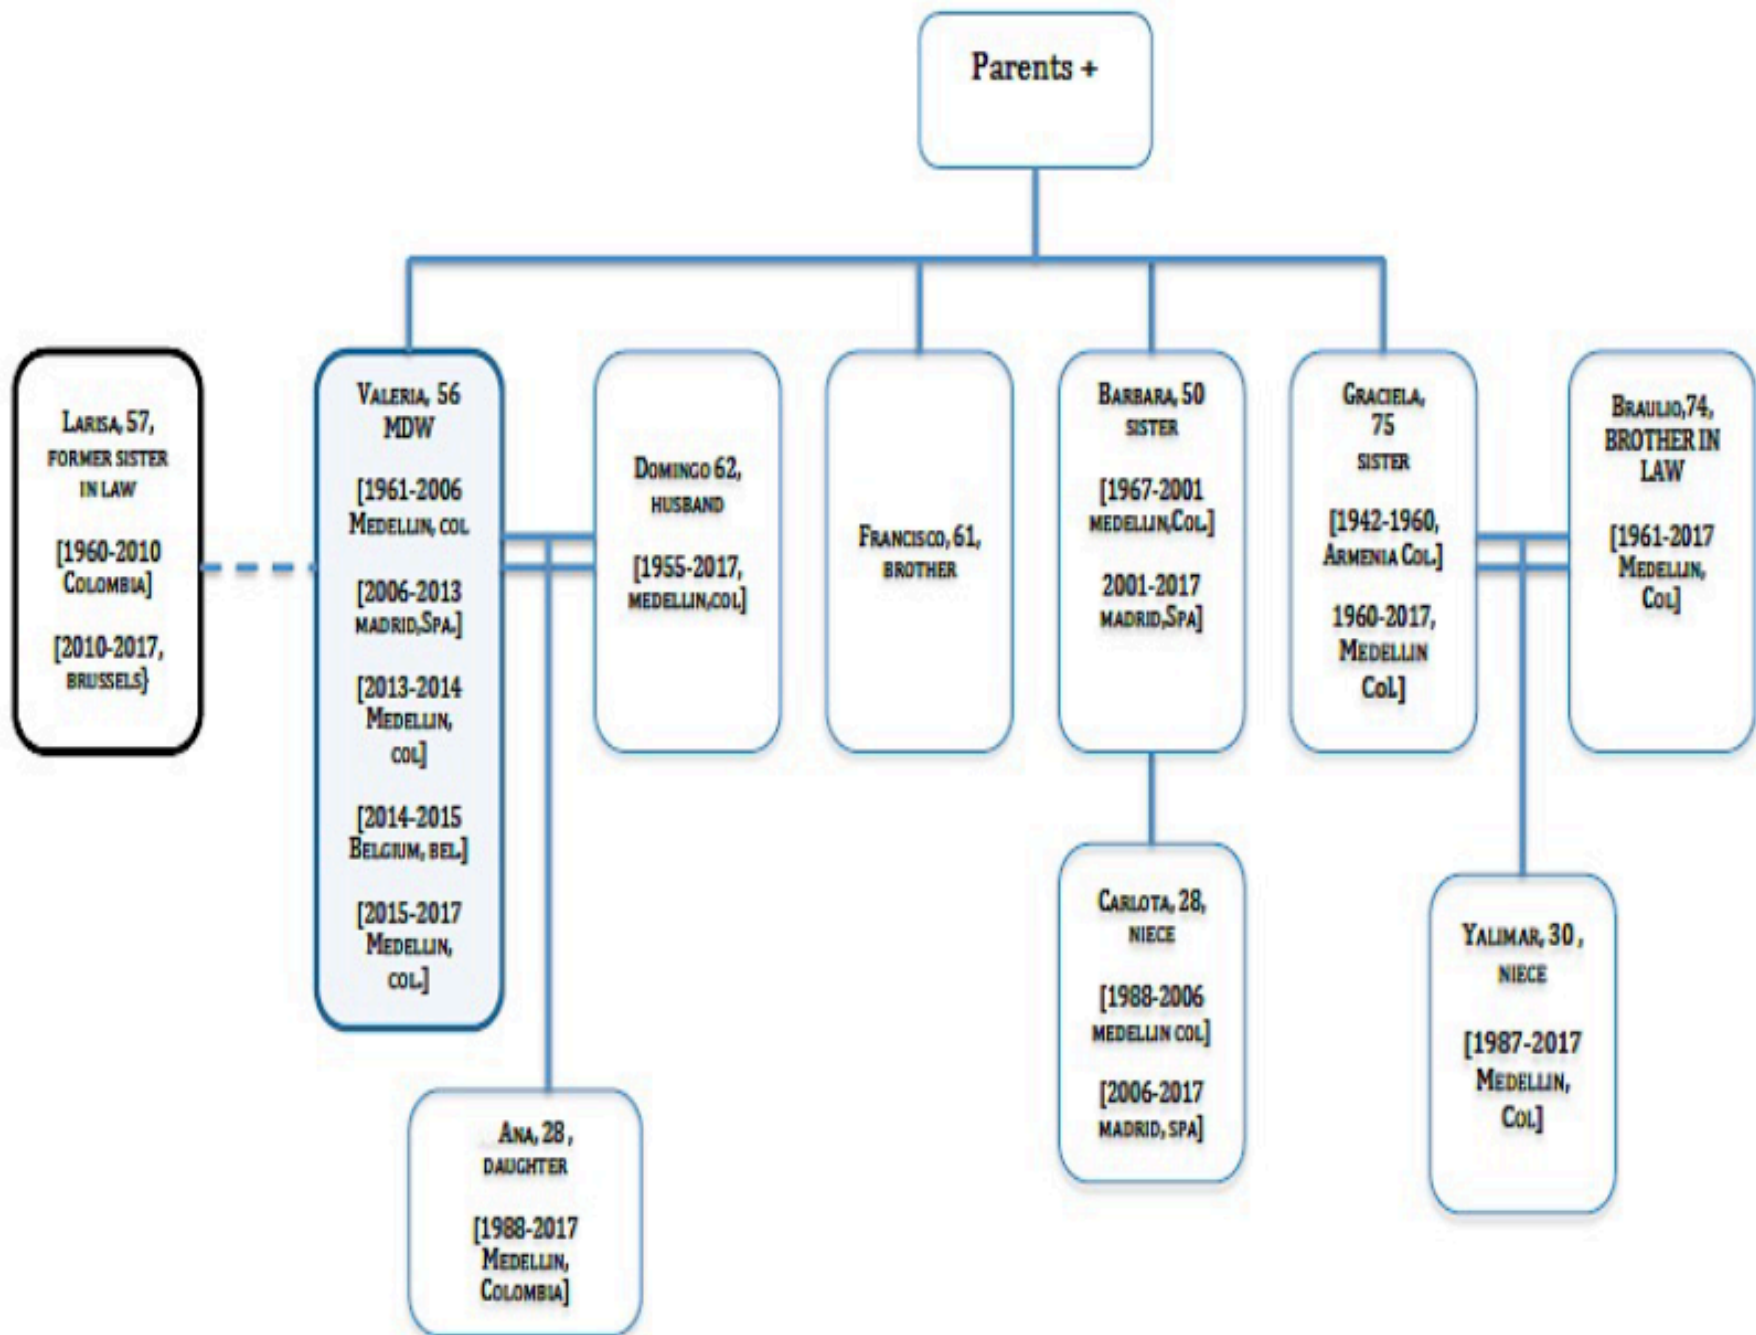 Parents +
Larisa, 57,
former sister
in law
[1960-2010
Colombia]
[2010-2017,
brussels}
Valeria, 56
MDW
[1961-2006
Medellin, col
[2006-2013
madrid,Spa.]
[2013-2014
Medellin,
col]
[2014-2015
Belgium, bel.]
[2015-2017
Medellin,
col.]
Domingo 62,
husband
[1955-2017,
medellin,col]
Francisco, 61,
brother
Barbara, 50
sister
[1967-2001
medellin,Col.]
2001-2017
madrid,Spa]
Graciela,
75
sister
[1942-1960,
Armenia Col.]
1960-2017,
Medellin
Col]
Braulio,74,
BROTHER IN
LAW
[1961-2017
Medellin,
Col]
Ana, 28 ,
daughter
[1988-2017
Medellin,
Colombia]
Carlota, 28,
niece
[1988-2006
medellin col]
[2006-2017
madrid, spa]
Yalimar, 30 ,
niece
[1987-2017
Medellin,
Col]